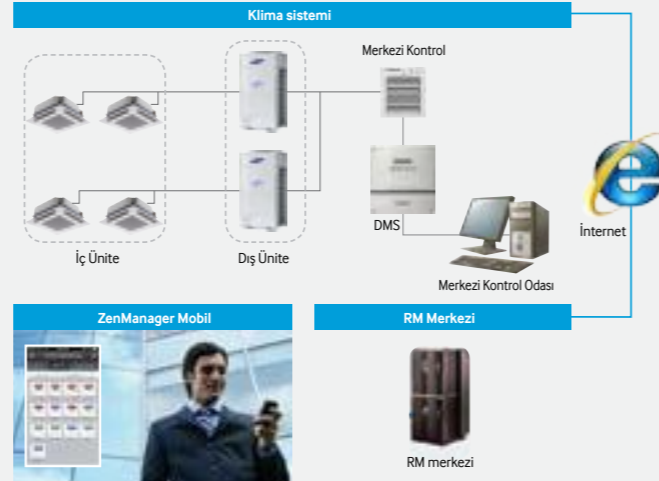 Klima sistemi
Merkezi Kontrol
DMS
İnternet
İç Ünite
Dış Ünite
Merkezi Kontrol Odası
ZenManager Mobil
RM Merkezi
RM merkezi